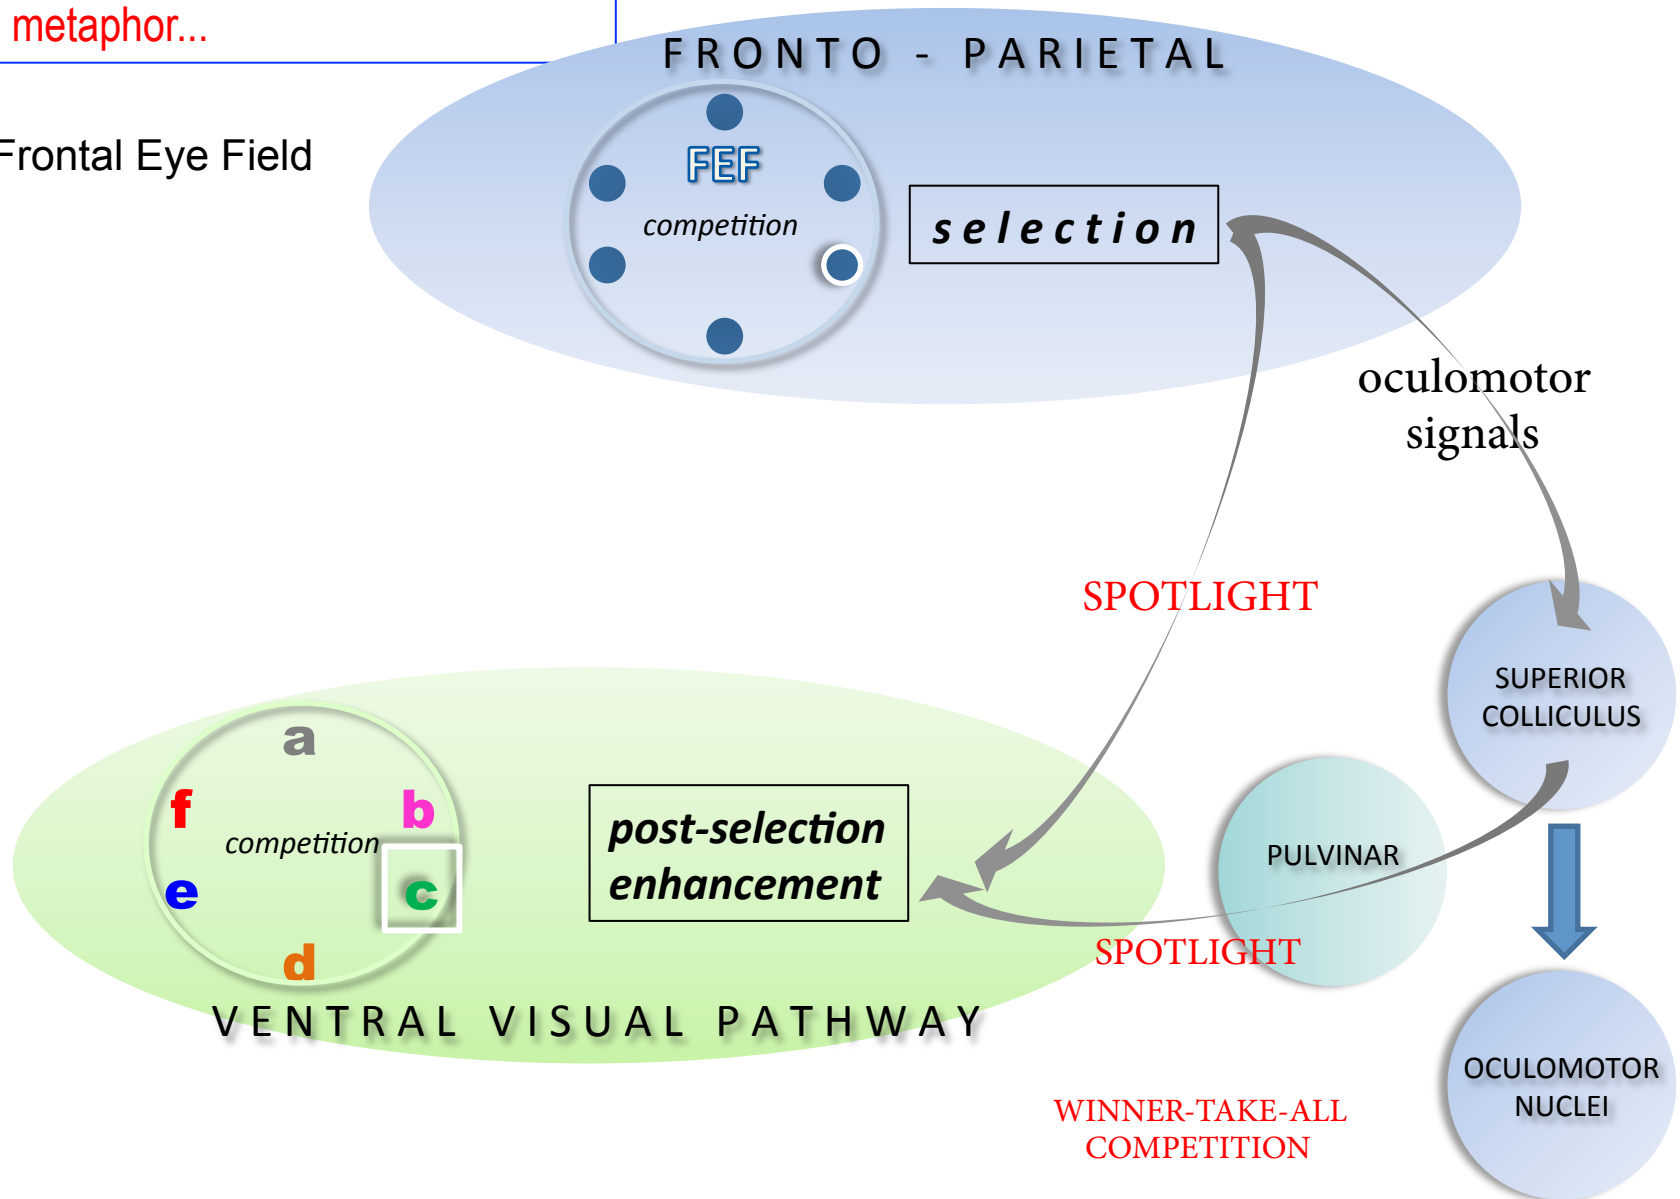 metaphor...
FRONTO - PARIETAL
Frontal Eye Field
FEF
competition
selection
oculomotor
signals
SPOTLIGHT
SUPERIOR
COLLICULUS
a
f
b
competition
e
c
d
post-selection
enhancement
PULVINAR
SPOTLIGHT
VENTRAL VISUAL PATHWAY
OCULOMOTOR
NUCLEI
WINNER-TAKE-ALL
COMPETITION